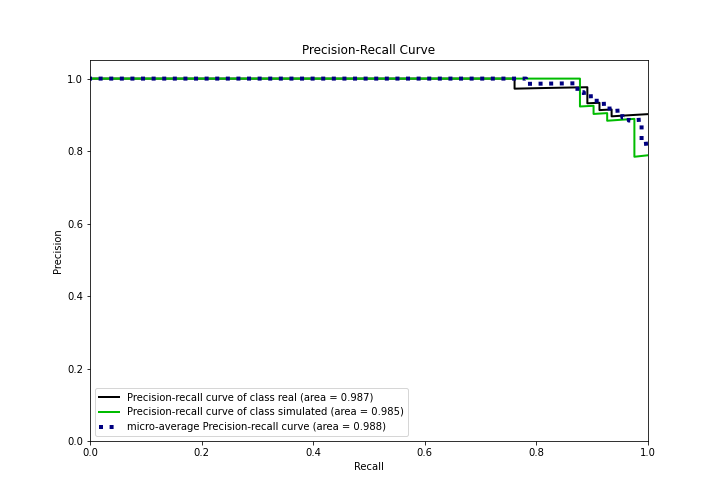 Precision-Recall Curve
1.0
0.8
0.6
0.4
0.2
0.0
Precision
Precision-recall curve of class real (area = 0.987)
Precision-recall curve of class simulated (area = 0.985)
micro-average Precision-recall curve (area = 0.988)
0.0 0.2 0.4 0.6 0.8 1.0
Recall